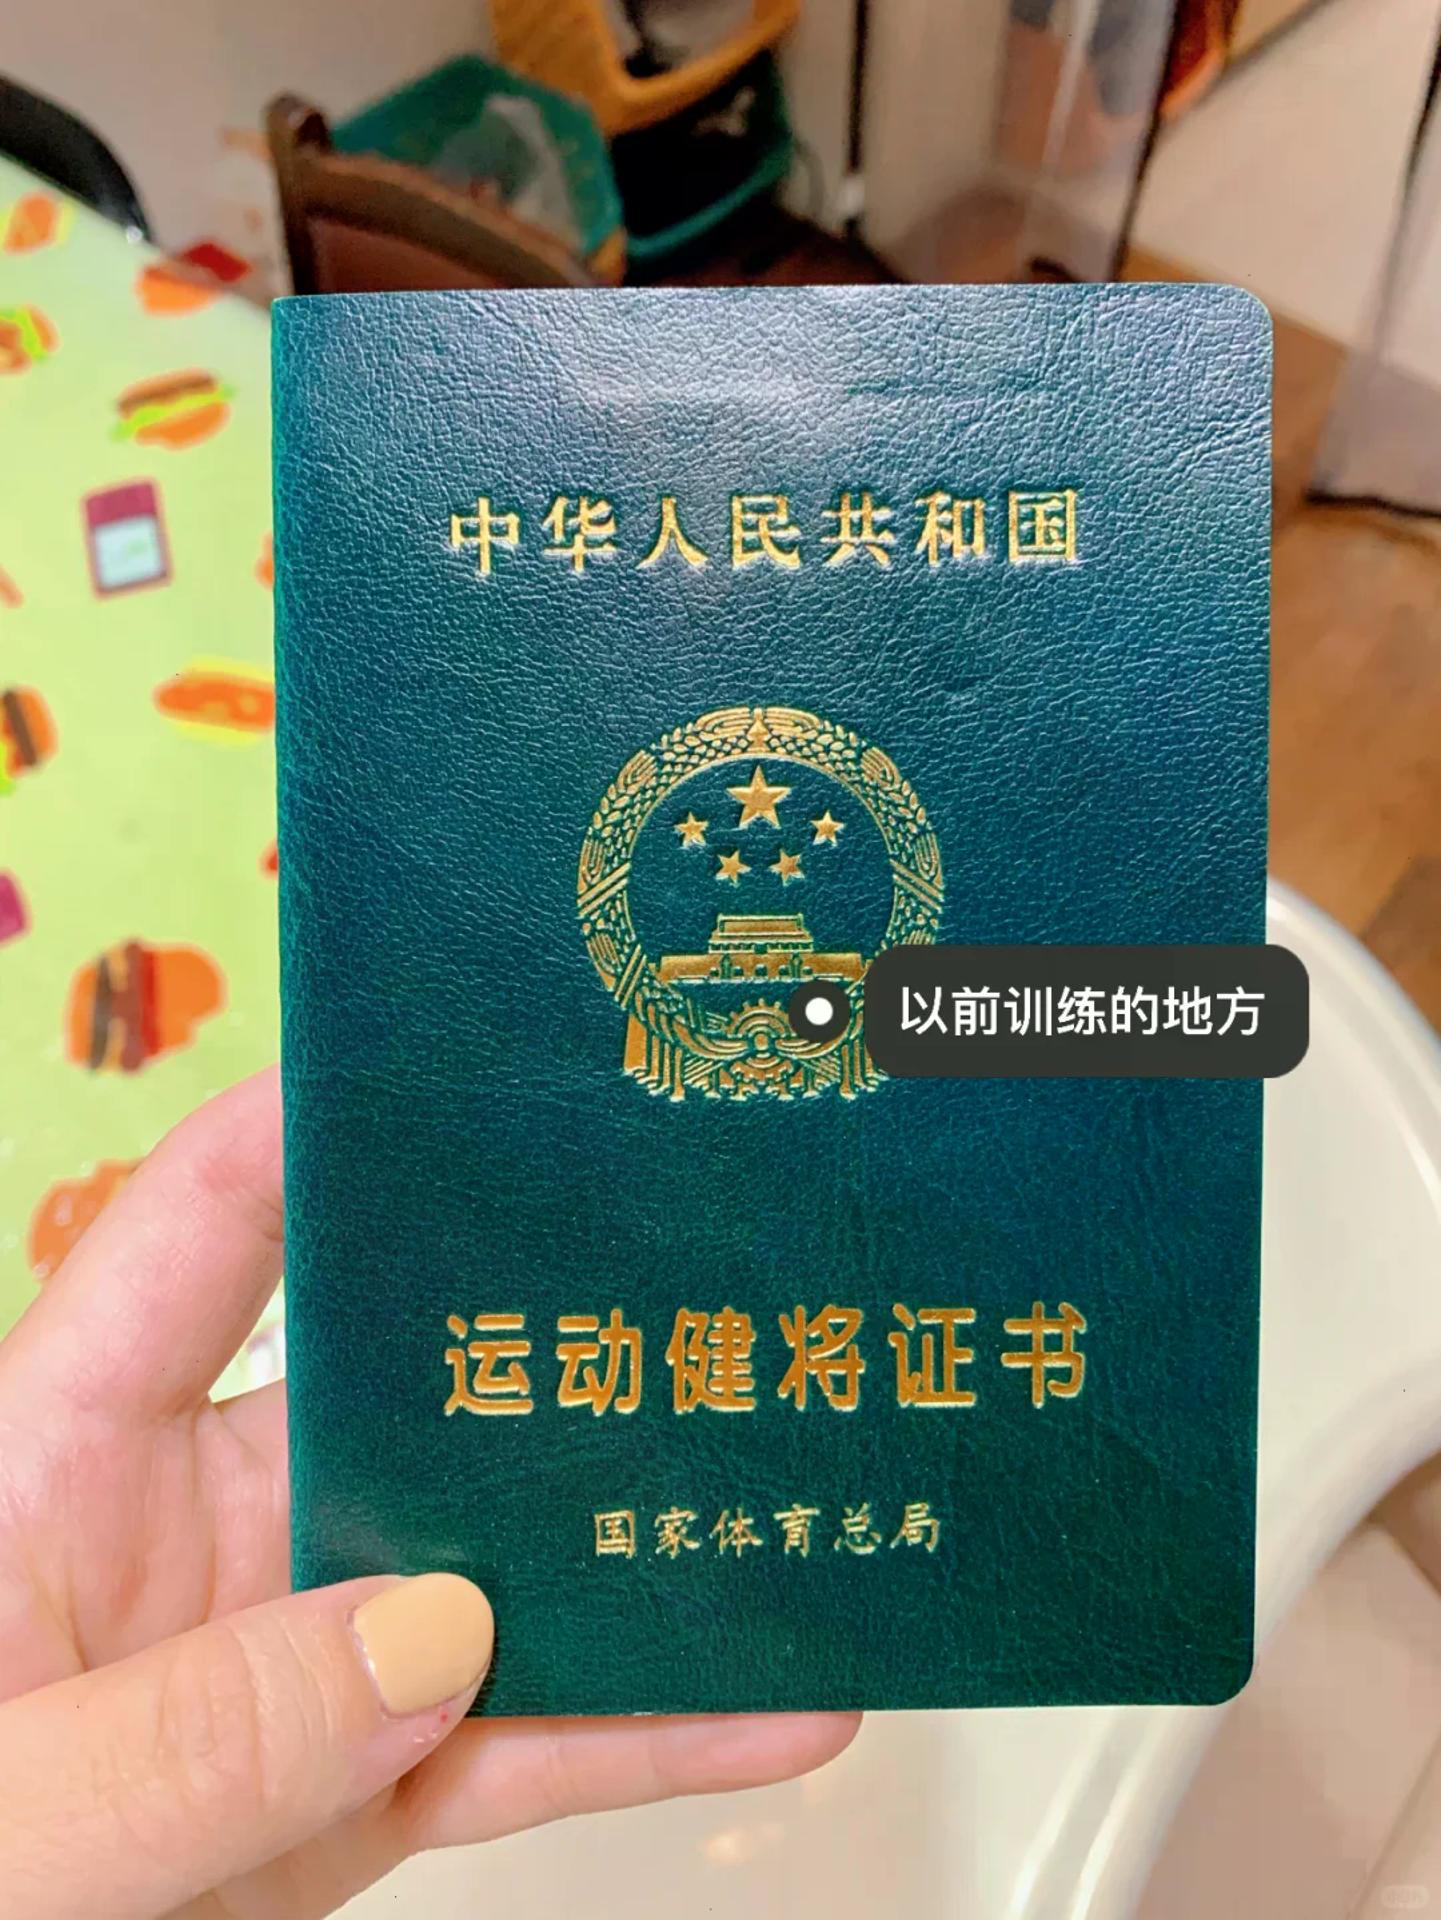 中华人民共和国
以前训练的地方
运动健将证书
国家体育总局